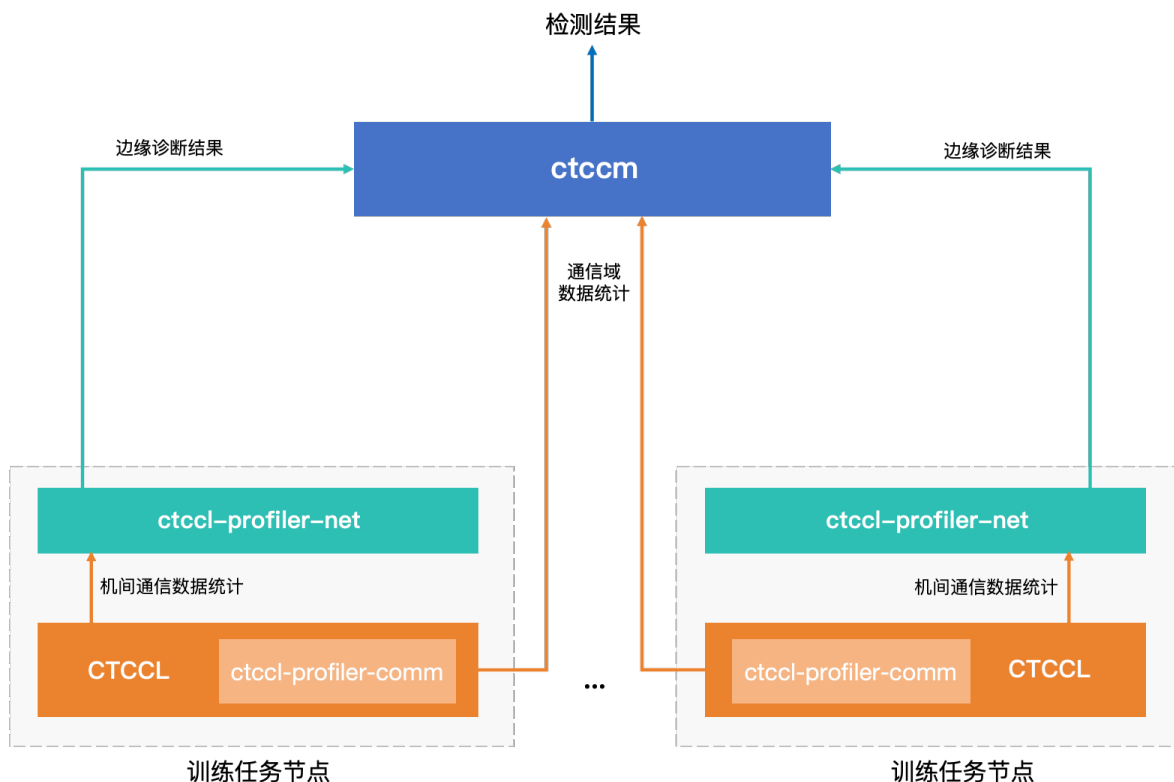 检测结果
边缘诊断结果
ctccm
边缘诊断结果
通信域
数据统计
ctccl-profiler-net
ctccl-profiler-net
机间通信数据统计
机间通信数据统计
CTCCL
ctccl-profiler-comm
...
ctccl-profiler-comm
CTCCL
训练任务节点
训练任务节点